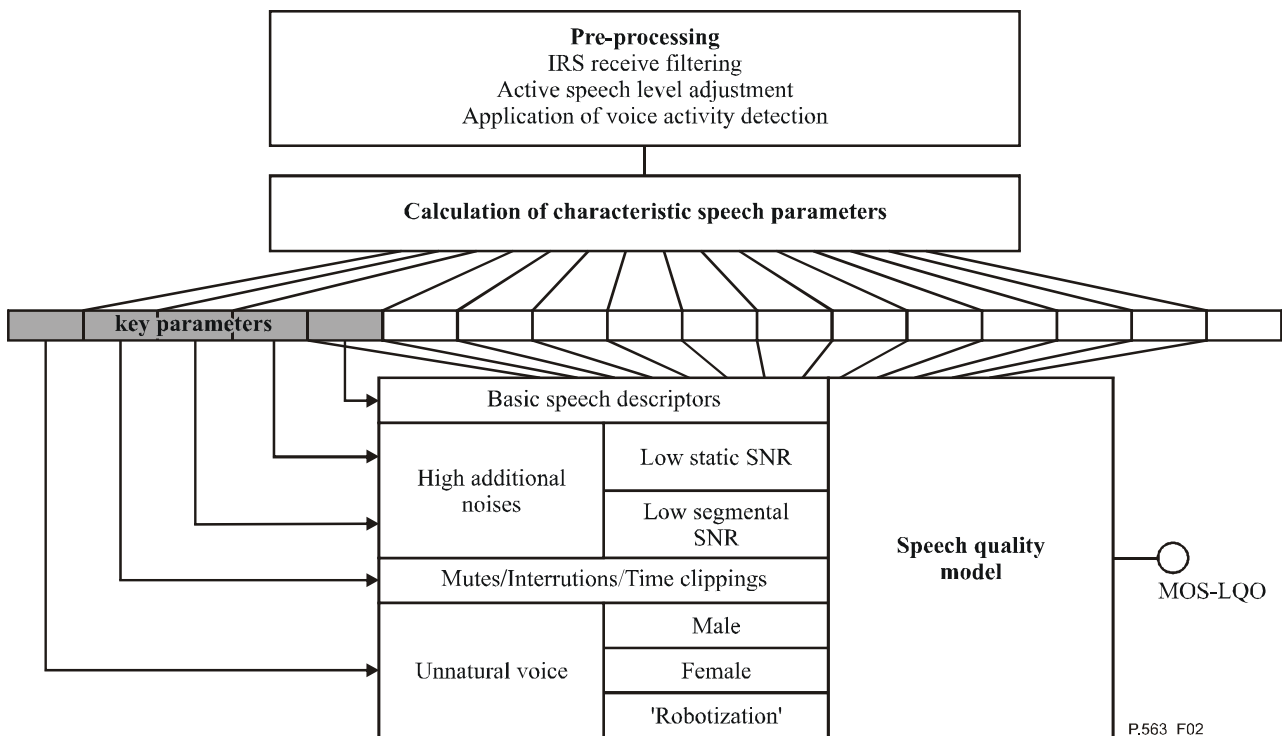 Pre-processing
IRS receive filtering
Active speech level adjustment
Application of voice activity detection
Calculation of characteristic speech parameters
key parameters
Basic speech descriptors
High additional
noises
Low static SNR
Low segmental
SNR
Mutes/Interrutions/Time clippings
Unnatural voice
Male
Female
'Robotization'
Speech quality
model
MOS-LQO
P.563_F02